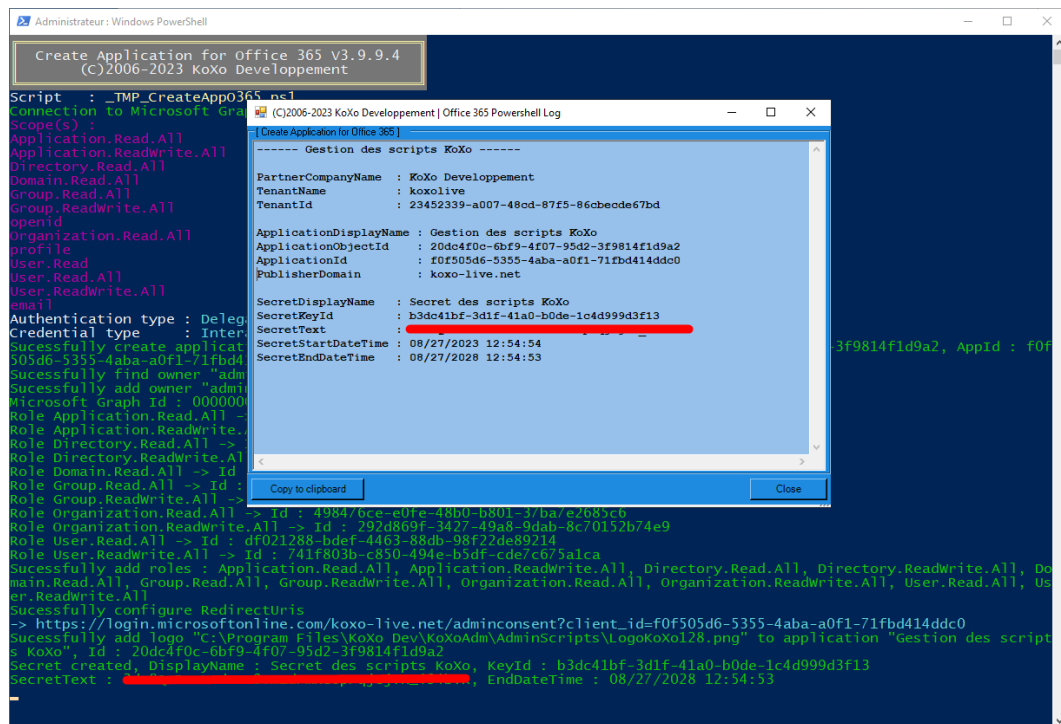 Administrateur : Windows PowerShell
Create Application for Office 365 V3.9.9.4
(C)2006-2023 KoXo Developpement
Script : _TMP_CreateAppO365.ps1
Connection to Microsoft Gra
Scope(s) :
Application.Read.All
Application.ReadWrite.All
Directory.Read.All
Domain.Read.All
Group.Read.All
Group.ReadWrite.All
openid
Organization.Read.All
profile
User.Read
User.Read.All
User.ReadWrite.All
email
Authentication type : Deleg
Credential type : Inter
Sucessfully create applicat -3f9814f1d9a2, AppId : f0f
505d6-5355-4aba-a0f1-71fbd4
Sucessfully find owner "adm
Sucessfully add owner "admi
Microsoft Graph Id : 000000
Role Application.Read.All -
Role Application.ReadWrite.
Role Directory.Read.All ->
Role Directory.ReadWrite.Al
Role Domain.Read.All -> Id
Role Group.Read.All -> Id :
Role Group.ReadWrite.All ->
Role Organization.Read.All -> Id : 498476ce-e0fe-48b0-b801-37ba7e2685c6
Role Organization.ReadWrite.All -> Id : 292d869f-3427-49a8-9dab-8c70152b74e9
Role User.Read.All -> Id : df021288-bdef-4463-88db-98f22de89214
Role User.ReadWrite.All -> Id : 741f803b-c850-494e-b5df-cde7c675a1ca
Sucessfully add roles : Application.Read.All, Application.ReadWrite.All, Directory.Read.All, Directory.ReadWrite.All, Do
main.Read.All, Group.Read.All, Group.ReadWrite.All, Organization.Read.All, Organization.ReadWrite.All, User.Read.All, Us
er.ReadWrite.All
Sucessfully configure RedirectUris
-> https://login.microsoftonline.com/koxo-live.net/adminconsent?client_id=f0f505d6-5355-4aba-a0f1-71fbd414ddc0
Sucessfully add logo "C:\Program Files\KoXo Dev\KoXoAdm\AdminScripts\LogoKoXo128.png" to application "Gestion des script
s KoXo", Id : 20dc4f0c-6bf9-4f07-95d2-3f9814f1d9a2
Secret created, DisplayName : Secret des scripts KoXo, KeyId : b3dc41bf-3d1f-41a0-b0de-1c4d999d3f13
SecretText : , EndDateTime : 08/27/2028 12:54:53
(C)2006-2023 KoXo Developpement | Office 365 Powershell Log
[ Create Application for Office 365 ]
------ Gestion des scripts KoXo ------
PartnerCompanyName : KoXo Developpement
TenantName : koxolive
TenantId : 23452339-a007-48cd-87f5-86cbecde67bd
ApplicationDisplayName : Gestion des scripts KoXo
ApplicationObjectId : 20dc4f0c-6bf9-4f07-95d2-3f9814f1d9a2
ApplicationId : f0f505d6-5355-4aba-a0f1-71fbd414ddc0
PublisherDomain : koxo-live.net
SecretDisplayName : Secret des scripts KoXo
SecretKeyId : b3dc41bf-3d1f-41a0-b0de-1c4d999d3f13
SecretText :
SecretStartDateTime : 08/27/2023 12:54:54
SecretEndDateTime : 08/27/2028 12:54:53
Copy to clipboard
Close